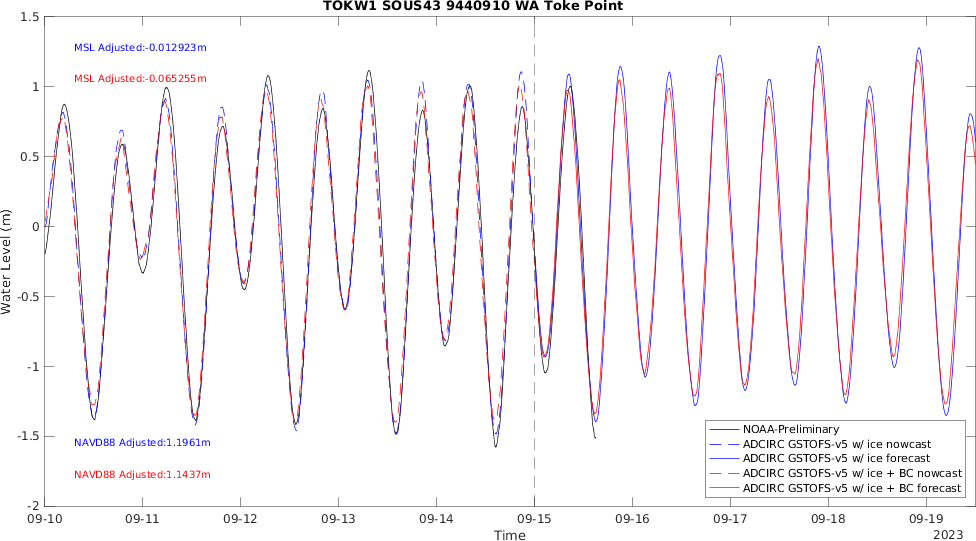 TOKW1 SOUS43 9440910 WA Toke Point
1.5
1
0.5
0
-0.5
-1
-1.5
-2
Water Level (m)
MSL Adjusted:-0.012923m
MSL Adjusted:-0.065255m
NAVD88 Adjusted:1.1961m
NAVD88 Adjusted:1.1437m
NOAA-Preliminary
ADCIRC GSTOFS-v5 w/ ice nowcast
ADCIRC GSTOFS-v5 w/ ice forecast
ADCIRC GSTOFS-v5 w/ ice + BC nowcast
ADCIRC GSTOFS-v5 w/ ice + BC forecast
09-10 09-11 09-12 09-13 09-14 09-15 09-16 09-17 09-18 09-19
Time
2023